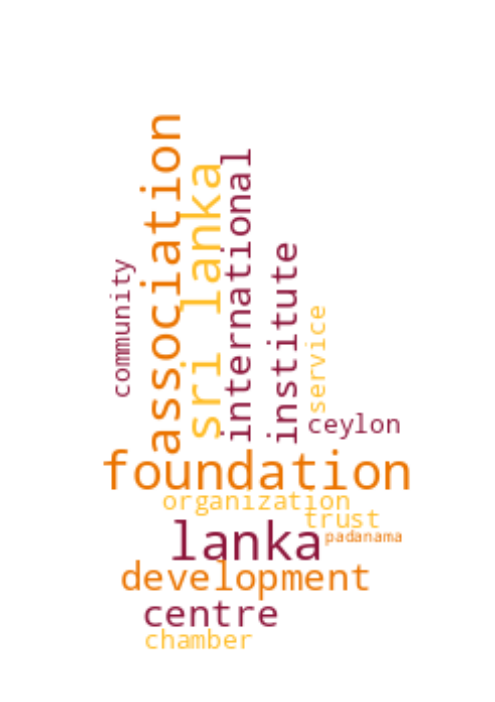 community
association
sri lanka
international
institute
service
ceylon
foundation
organization
trust
lanka
padanama
development
centre
chamber